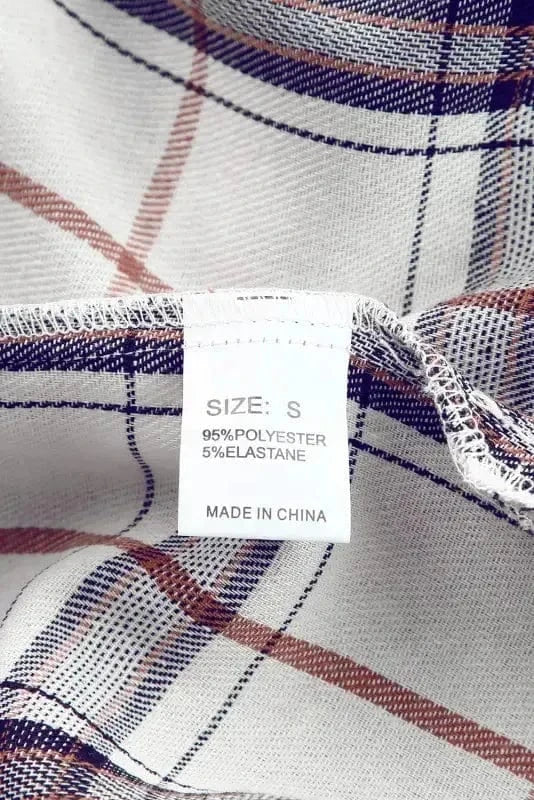 SIZE: S
95%POLYESTER
5%ELASTANE
MADE IN CHINA